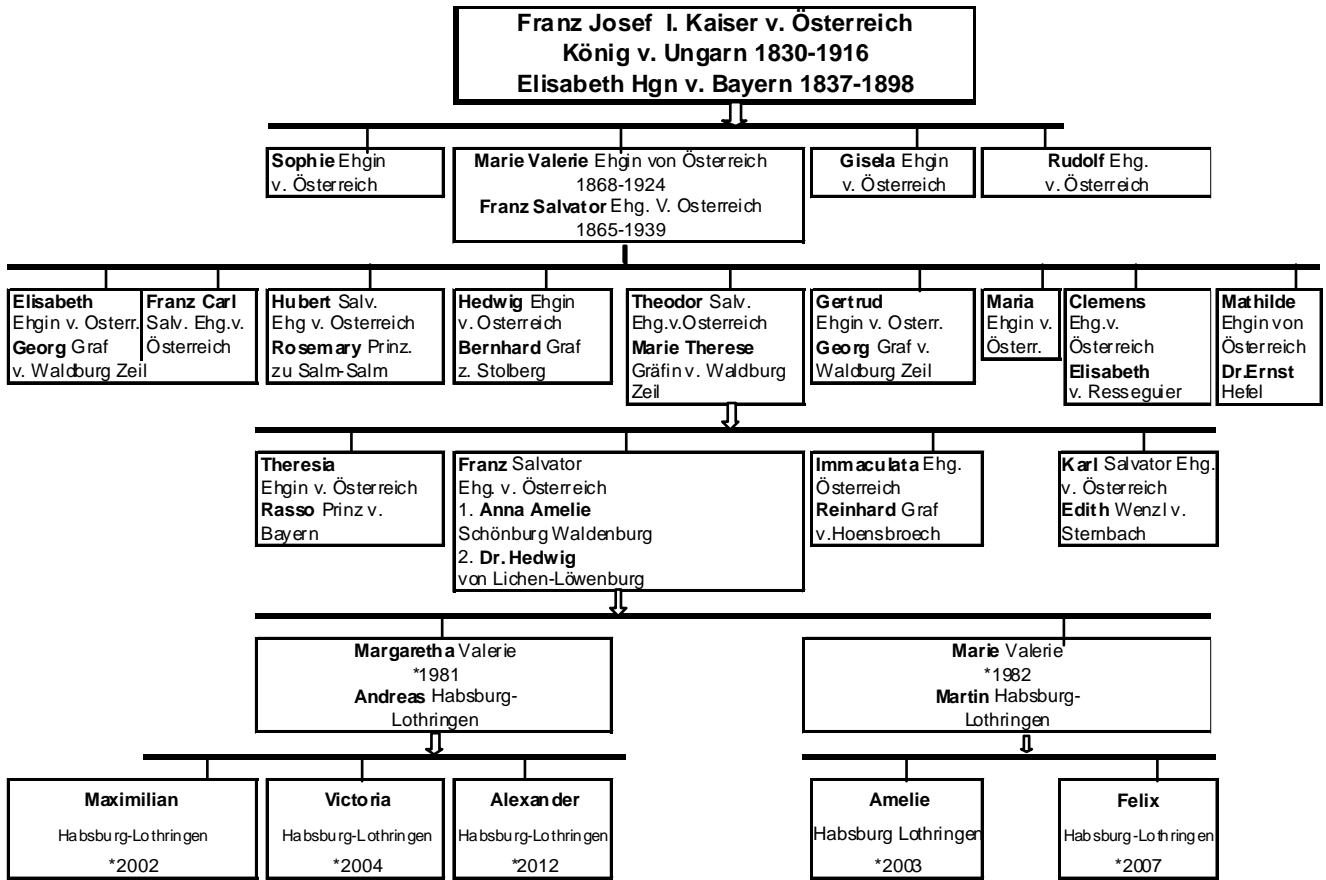 Franz Josef I. Kaiser v. Österreich
König v. Ungarn 1830-1916
Elisabeth Hgn v. Bayern 1837-1898
Sophie Ehgin
v. Österreich
Marie Valerie Ehgin von Österreich
1868-1924
Franz Salvator Ehg. V. Osterreich
1865-1939
Gisela Ehgin
v. Österreich
Rudolf Ehg.
v. Österreich
Elisabeth
Ehgin v. Osterr.
Georg Graf
v. Waldburg Zeil
Franz Carl
Salv. Ehg.v.
Österreich
Hubert Salv.
Ehg v. Osterreich
Rosemary Prinz.
zu Salm-Salm
Hedwig Ehgin
v. Osterreich
Bernhard Graf
z. Stolberg
Theodor Salv.
Ehg.v.Osterreich
Marie Therese
Gräfin v. Waldburg
Zeil
Gertrud
Ehgin v. Osterr.
Georg Graf v.
Waldburg Zeil
Maria
Ehgin v.
Österr.
Clemens
Ehg.v.
Österreich
Elisabeth
v. Resseguier
Mathilde
Ehgin von
Österreich
Dr.Ernst
Hefel
Theresia
Ehgin v. Österreich
Rasso Prinz v.
Bayern
Franz Salvator
Ehg. v. Österreich
1. Anna Amelie
Schönburg Waldenburg
2. Dr. Hedwig
von Lichen-Löwenburg
Immaculata Ehg.
Österreich
Reinhard Graf
v.Hoensbroech
Karl Salvator Ehg.
v. Österreich
Edith Wenzl v.
Sternbach
Margaretha Valerie
*1981
Andreas Habsburg-
Lothringen
Marie Valerie
*1982
Martin Habsburg-
Lothringen
Maximilian
Habsburg-Lothringen
*2002
Victoria
Habsburg-Lothringen
*2004
Alexander
Habsburg-Lothringen
*2012
Amelie
Habsburg Lothringen
*2003
Felix
Habsburg-Lothringen
*2007